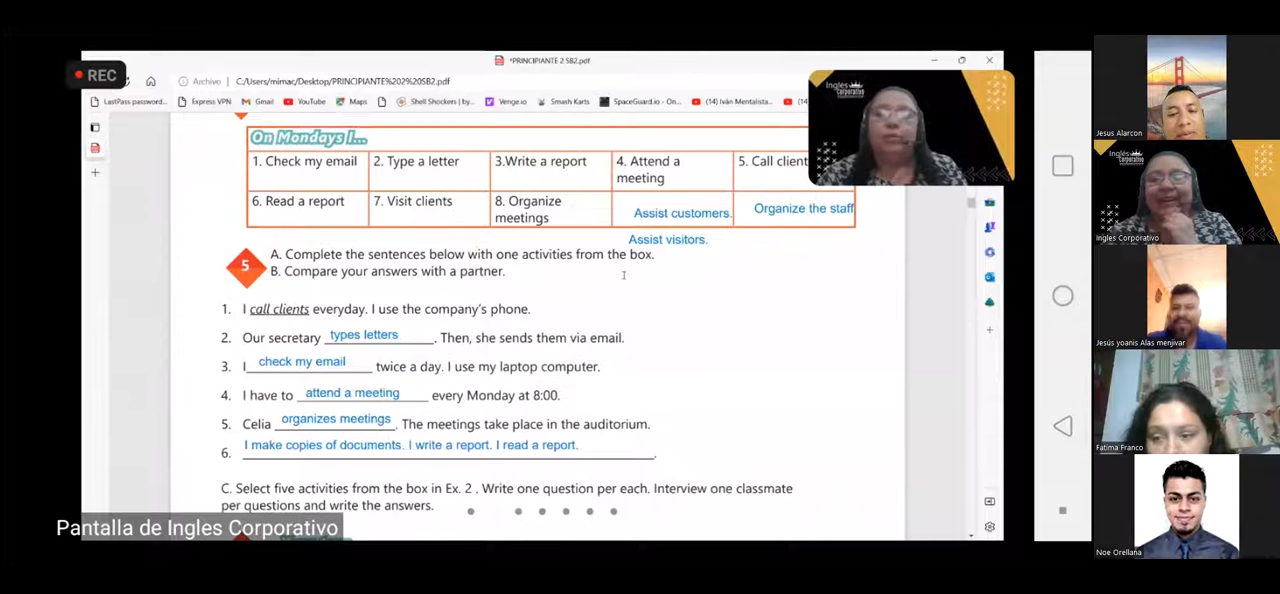 *PRINCIPIANTE 2 SB2.pdf
REC
Archivo C:/Users/mimac/Desktop/PRINCIPIANTE%202%20SB2.pdf
LastPass password... Express VPN Gmail YouTube Maps Shell Shockers | by... Venge.io Smash Karts SpaceGuard.io - On... (14) Iván Mentalista... (14)
Inglés
Corporativo
On Mondays I...
1. Check my email 2. Type a letter 3.Write a report 4. Attend a meeting 5. Call client
6. Read a report 7. Visit clients 8. Organize meetings Assist customers. Organize the staff
Assist visitors.
5
A. Complete the sentences below with one activities from the box.
B. Compare your answers with a partner.
1. I call clients everyday. I use the company's phone.
2. Our secretary types letters. Then, she sends them via email.
3. I check my email twice a day. I use my laptop computer.
4. I have to attend a meeting every Monday at 8:00.
5. Celia organizes meetings. The meetings take place in the auditorium.
6. I make copies of documents. I write a report. I read a report.
C. Select five activities from the box in Ex. 2 . Write one question per each. Interview one classmate
per questions and write the answers.
Pantalla de Ingles Corporativo
Jesus Alarcon
Inglés
Corporativo
Ingles Corporativo
Jesús yoanis Alas menjivar
Fatima Franco
Noe Orellana